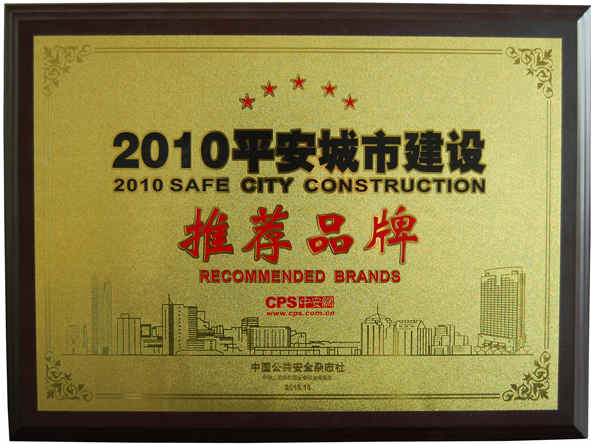 2010平安城市建设
2010 SAFE CITY CONSTRUCTION
推荐品牌
RECOMMENDED BRANDS
CPS中安网
www.cps.com.cn
中国公共安全杂志社